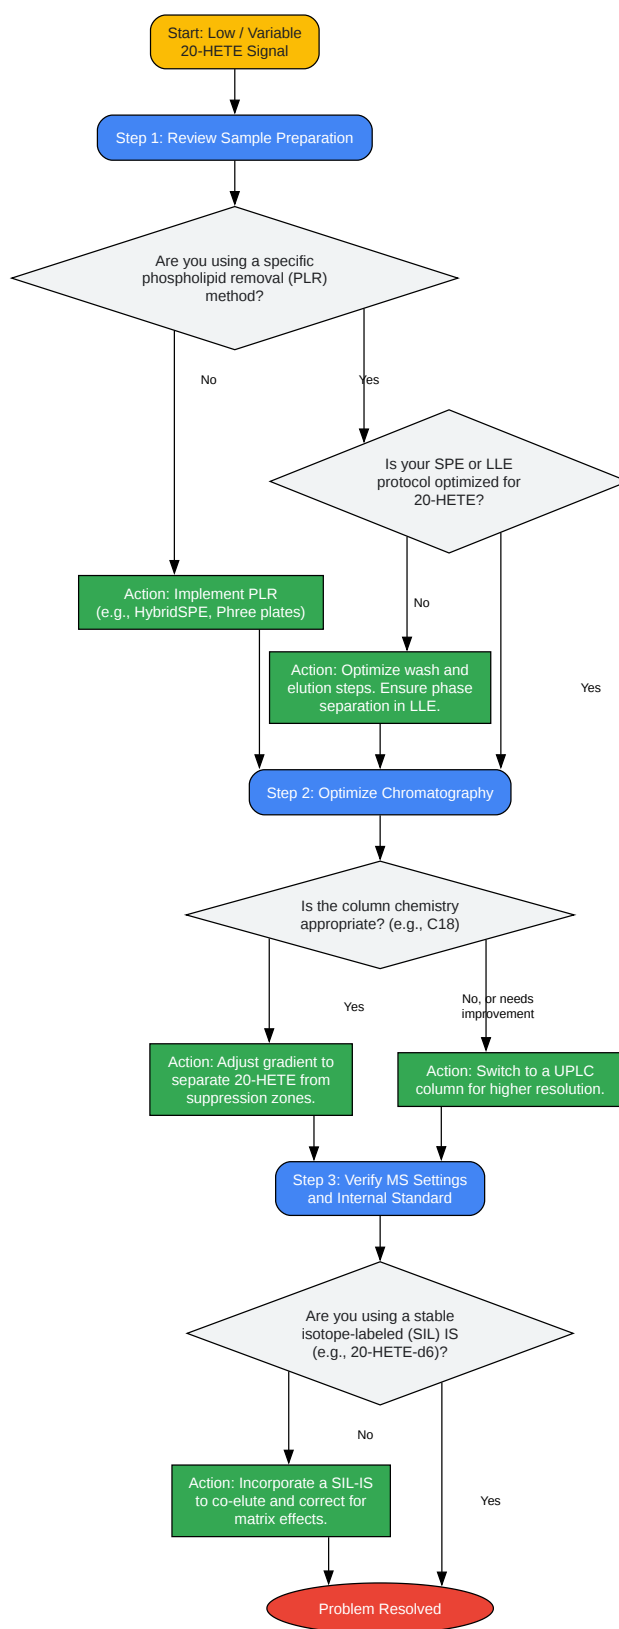 Start: Low / Variable
20-HETE Signal
Step 1: Review Sample Preparation
Are you using a specific
phospholipid removal (PLR)
method?
No
Yes
Is your SPE or LLE
protocol optimized for
20-HETE?
Action: Implement PLR
(e.g., HybridSPE, Phree plates)
No
Action: Optimize wash and
elution steps. Ensure phase
separation in LLE.
Yes
Step 2: Optimize Chromatography
Is the column chemistry
appropriate? (e.g., C18)
Yes
No, or needs
improvement
Action: Adjust gradient to
separate 20-HETE from
suppression zones.
Action: Switch to a UPLC
column for higher resolution.
Step 3: Verify MS Settings
and Internal Standard
Are you using a stable
isotope-labeled (SIL) IS
(e.g., 20-HETE-d6)?
No
Action: Incorporate a SIL-IS
to co-elute and correct for
matrix effects.
Yes
Problem Resolved